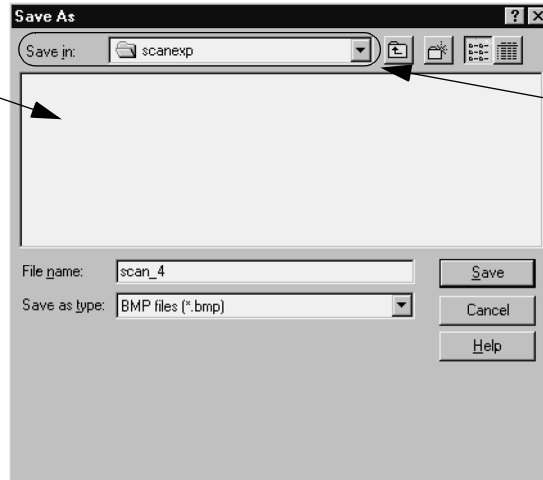 Save As
Save in: scanexp
File name: scan_4 Save
Save as type: BMP files (*.bmp) Cancel
Help